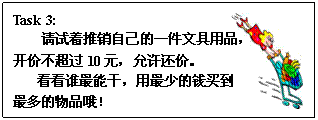 Task 3:
请试着推销自己的一件文具用品,
开价不超过10元,允许还价。
看看谁最能干,用最少的钱买到
最多的物品哦!